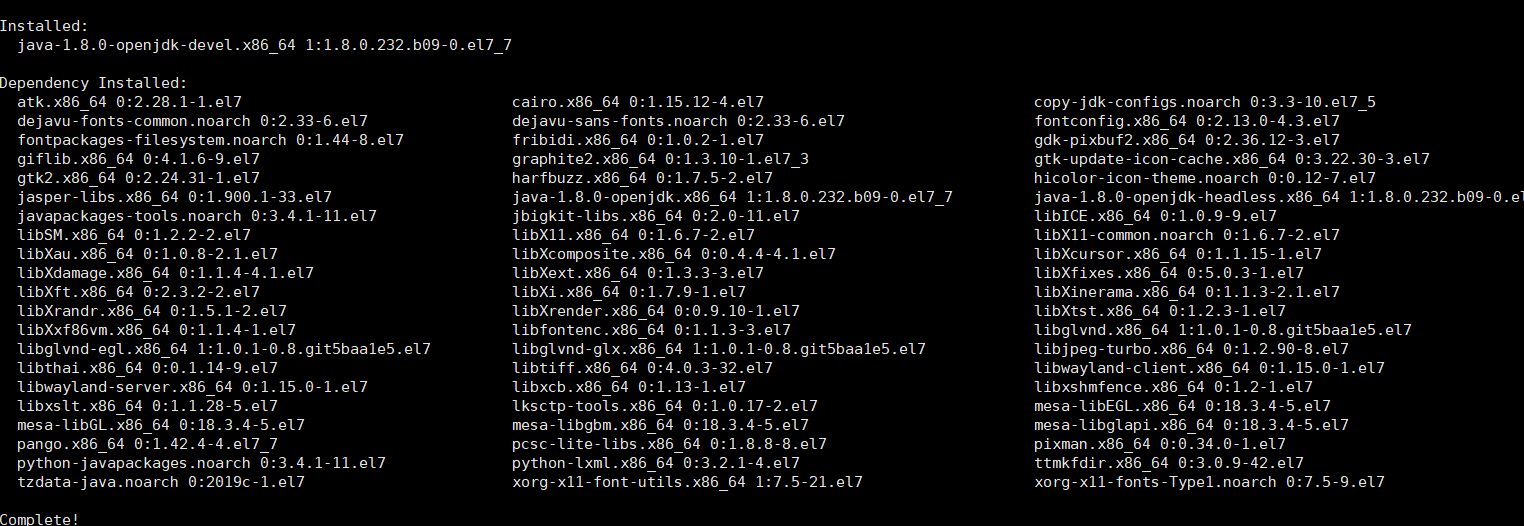 Installed:
java-1.8.0-openjdk-devel.x86_64 1:1.8.0.232.b09-0.el7_7
Dependency Installed:
atk.x86_64 0:2.28.1-1.el7 cairo.x86_64 0:1.15.12-4.el7 copy-jdk-configs.noarch 0:3.3-10.el7_5
dejavu-fonts-common.noarch 0:2.33-6.el7 dejavu-sans-fonts.noarch 0:2.33-6.el7 fontconfig.x86_64 0:2.13.0-4.3.el7
fontpackages-filesystem.noarch 0:1.44-8.el7 fribidi.x86_64 0:1.0.2-1.el7 gdk-pixbuf2.x86_64 0:2.36.12-3.el7
giflib.x86_64 0:4.1.6-9.el7 graphite2.x86_64 0:1.3.10-1.el7_3 gtk-update-icon-cache.x86_64 0:3.22.30-3.el7
gtk2.x86_64 0:2.24.31-1.el7 harfbuzz.x86_64 0:1.7.5-2.el7 hicolor-icon-theme.noarch 0:0.12-7.el7
jasper-libs.x86_64 0:1.900.1-33.el7 java-1.8.0-openjdk.x86_64 1:1.8.0.232.b09-0.el7_7 java-1.8.0-openjdk-headless.x86_64 1:1.8.0.232.b09-0.el
javapackages-tools.noarch 0:3.4.1-11.el7 jbigkit-libs.x86_64 0:2.0-11.el7 libICE.x86_64 0:1.0.9-9.el7
libSM.x86_64 0:1.2.2-2.el7 libX11.x86_64 0:1.6.7-2.el7 libX11-common.noarch 0:1.6.7-2.el7
libXau.x86_64 0:1.0.8-2.1.el7 libXcomposite.x86_64 0:0.4.4-4.1.el7 libXcursor.x86_64 0:1.1.15-1.el7
libXdamage.x86_64 0:1.1.4-4.1.el7 libXext.x86_64 0:1.3.3-3.el7 libXfixes.x86_64 0:5.0.3-1.el7
libXft.x86_64 0:2.3.2-2.el7 libXi.x86_64 0:1.7.9-1.el7 libXinerama.x86_64 0:1.1.3-2.1.el7
libXrandr.x86_64 0:1.5.1-2.el7 libXrender.x86_64 0:0.9.10-1.el7 libXtst.x86_64 0:1.2.3-1.el7
libXxf86vm.x86_64 0:1.1.4-1.el7 libfontenc.x86_64 0:1.1.3-3.el7 libglvnd.x86_64 1:1.0.1-0.8.git5baa1e5.el7
libglvnd-egl.x86_64 1:1.0.1-0.8.git5baa1e5.el7 libglvnd-glx.x86_64 1:1.0.1-0.8.git5baa1e5.el7 libjpeg-turbo.x86_64 0:1.2.90-8.el7
libthai.x86_64 0:0.1.14-9.el7 libtiff.x86_64 0:4.0.3-32.el7 libwayland-client.x86_64 0:1.15.0-1.el7
libwayland-server.x86_64 0:1.15.0-1.el7 libxcb.x86_64 0:1.13-1.el7 libxshmfence.x86_64 0:1.2-1.el7
libxslt.x86_64 0:1.1.28-5.el7 lksctp-tools.x86_64 0:1.0.17-2.el7 mesa-libEGL.x86_64 0:18.3.4-5.el7
mesa-libGL.x86_64 0:18.3.4-5.el7 mesa-libgbm.x86_64 0:18.3.4-5.el7 mesa-libglapi.x86_64 0:18.3.4-5.el7
pango.x86_64 0:1.42.4-4.el7_7 pcsc-lite-libs.x86_64 0:1.8.8-8.el7 pixman.x86_64 0:0.34.0-1.el7
python-javapackages.noarch 0:3.4.1-11.el7 python-lxml.x86_64 0:3.2.1-4.el7 ttmkfdir.x86_64 0:3.0.9-42.el7
tzdata-java.noarch 0:2019c-1.el7 xorg-x11-font-utils.x86_64 1:7.5-21.el7 xorg-x11-fonts-Type1.noarch 0:7.5-9.el7
Complete!